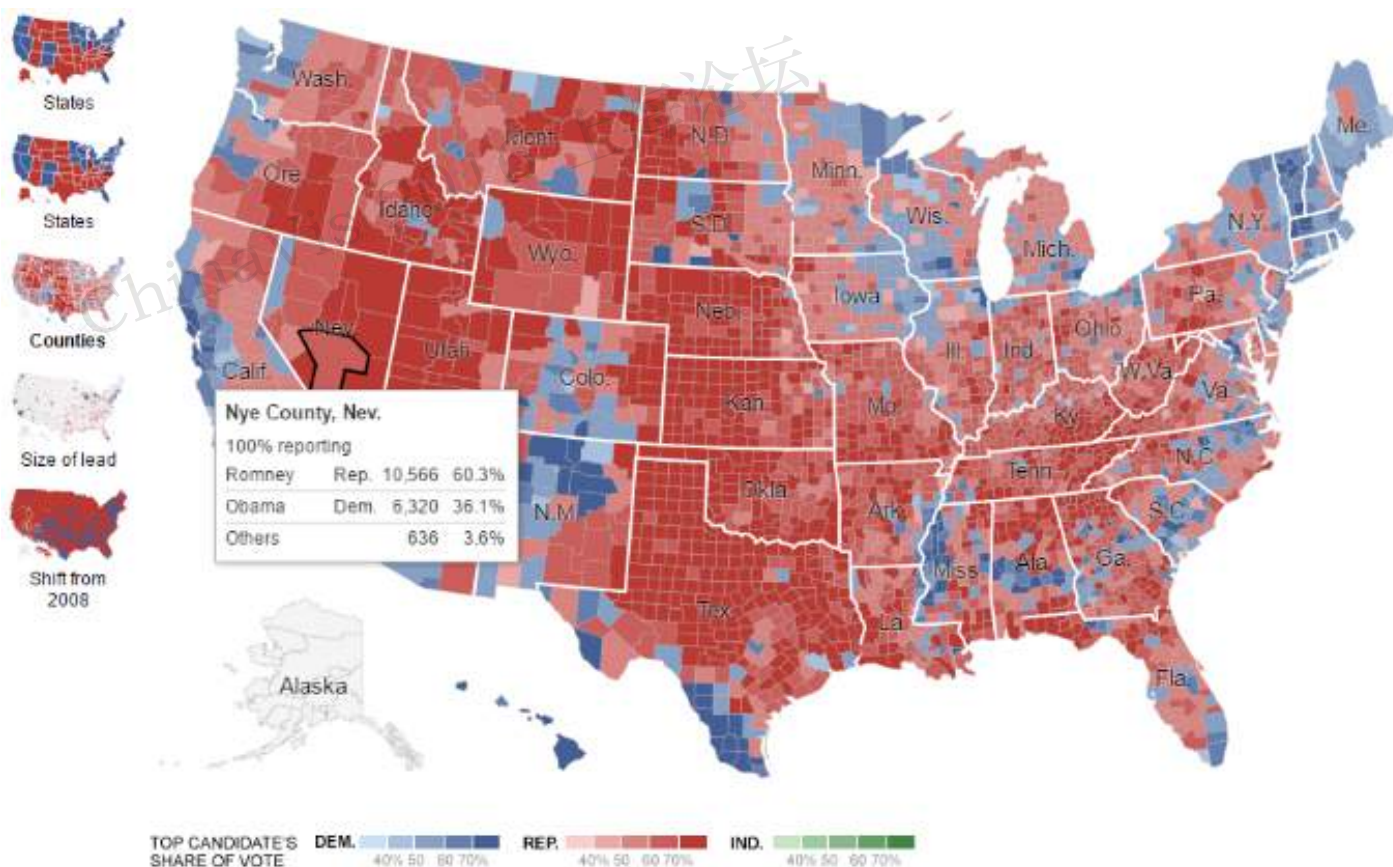 States
States
Counties
Size of lead
Shift from
2008
Wash.
Ore.
Idaho
Mont.
Wyo.
Nev.
Utah
Calif.
Colo.
N.M.
N.D.
S.D.
Neb.
Kan.
Okla.
Tex.
Minn.
Iowa
Mo.
Ark.
La.
Wis.
Ill.
Mich.
Ind.
Ohio
Ky.
Tenn.
Miss.
Ala.
Ga.
Fla.
S.C.
N.C.
Va.
W.Va.
Pa.
N.Y.
Me.
Nye County, Nev.
100% reporting
Romney Rep. 10,566 60.3%
Obama Dem. 6,320 36.1%
Others 636 3.6%
Alaska
TOP CANDIDATE'S
SHARE OF VOTE
DEM.
40% 50 60 70%
REP.
40% 50 60 70%
IND.
40% 50 60 70%
论坛